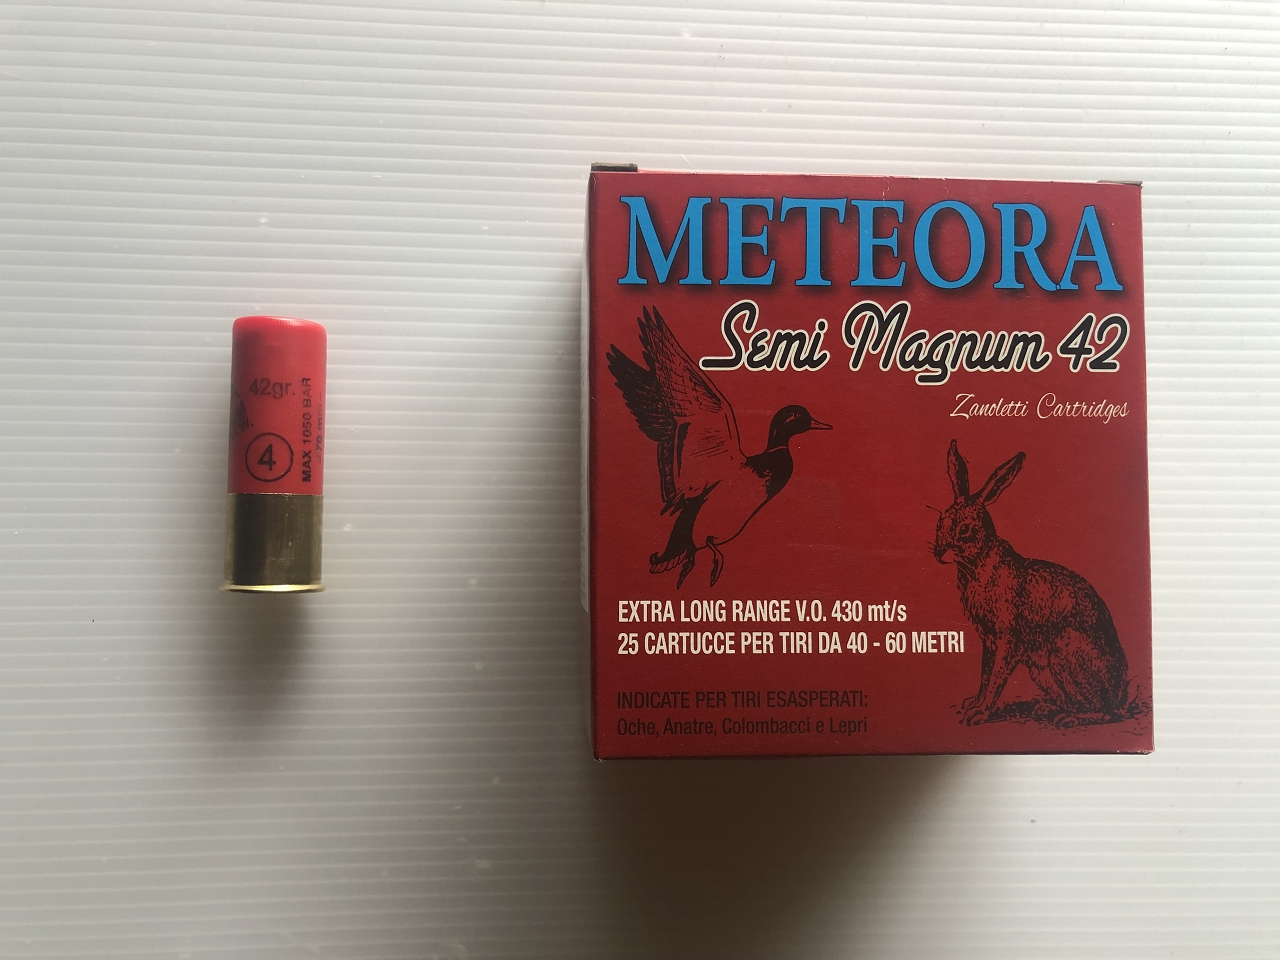 42gr.
4
MAX 1050 BAR
METEORA
Semi Magnum 42
Zanoletti Cartridges
EXTRA LONG RANGE V.O. 430 mt/s
25 CARTUCCE PER TIRI DA 40 - 60 METRI
INDICATE PER TIRI ESASPERATI:
Oche, Anatre, Colombacci e Lepri